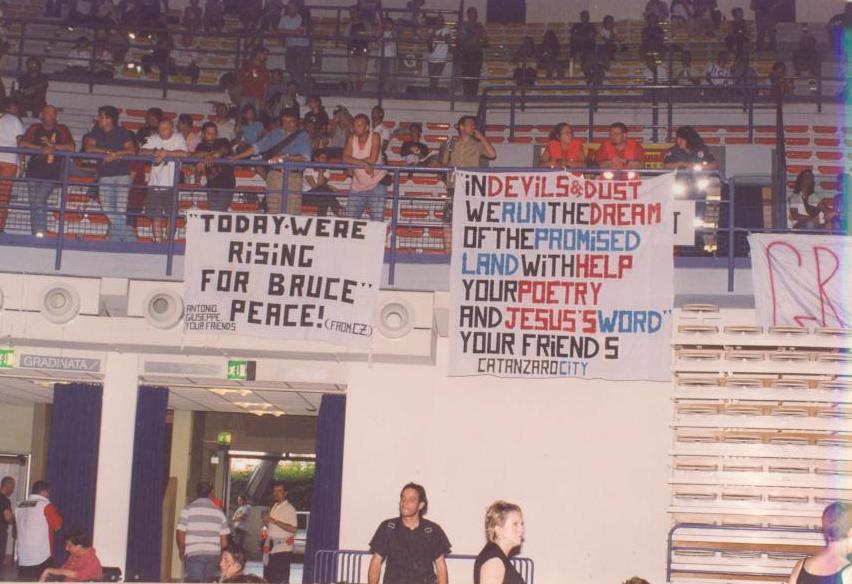 "TODAY WERE
RiSiNG
FOR BRUCE"
PEACE! (FROM CZ)
ANTONIO,
GIUSEPPE,
YOUR FRIENDS
iN DEVILS & DUST
WE RUN THE DREAM
OF THE PROMiSED
LAND WiTH HELP
YOUR POETRY
AND JESUS'S WORD"
YOUR FRiENDS
CATANZARO CiTY
T
CR
GRADINATA